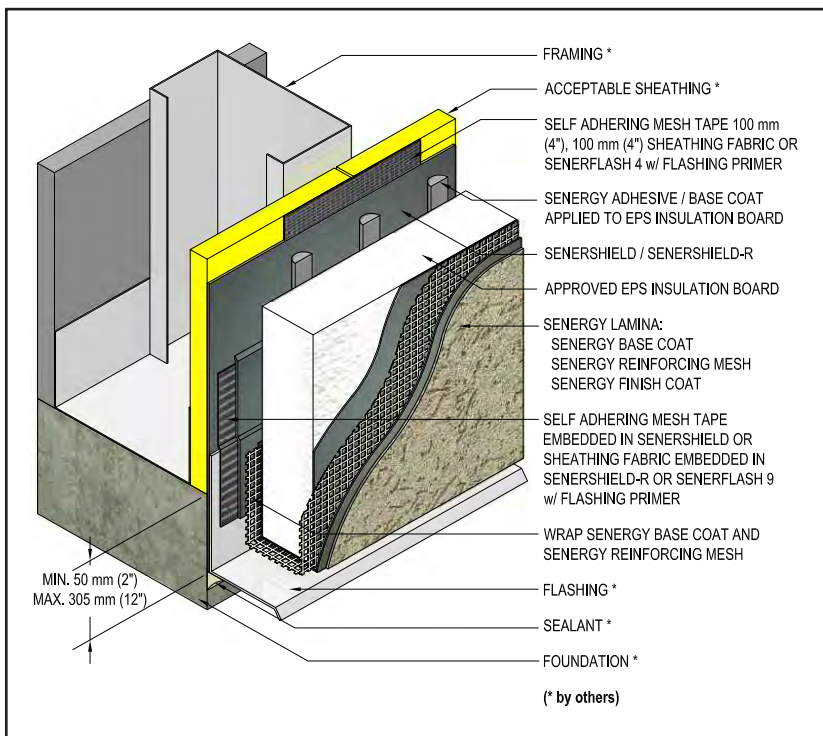 FRAMING *
ACCEPTABLE SHEATHING *
SELF ADHERING MESH TAPE 100 mm
(4"), 100 mm (4") SHEATHING FABRIC OR
SENERFLASH 4 w/ FLASHING PRIMER
SENERGY ADHESIVE / BASE COAT
APPLIED TO EPS INSULATION BOARD
SENERSHIELD / SENERSHIELD-R
APPROVED EPS INSULATION BOARD
SENERGY LAMINA:
SENERGY BASE COAT
SENERGY REINFORCING MESH
SENERGY FINISH COAT
SELF ADHERING MESH TAPE
EMBEDDED IN SENERSHIELD OR
SHEATHING FABRIC EMBEDDED IN
SENERSHIELD-R OR SENERFLASH 9
w/ FLASHING PRIMER
WRAP SENERGY BASE COAT AND
SENERGY REINFORCING MESH
MIN. 50 mm (2")
MAX. 305 mm (12")
FLASHING *
SEALANT *
FOUNDATION *
(* by others)